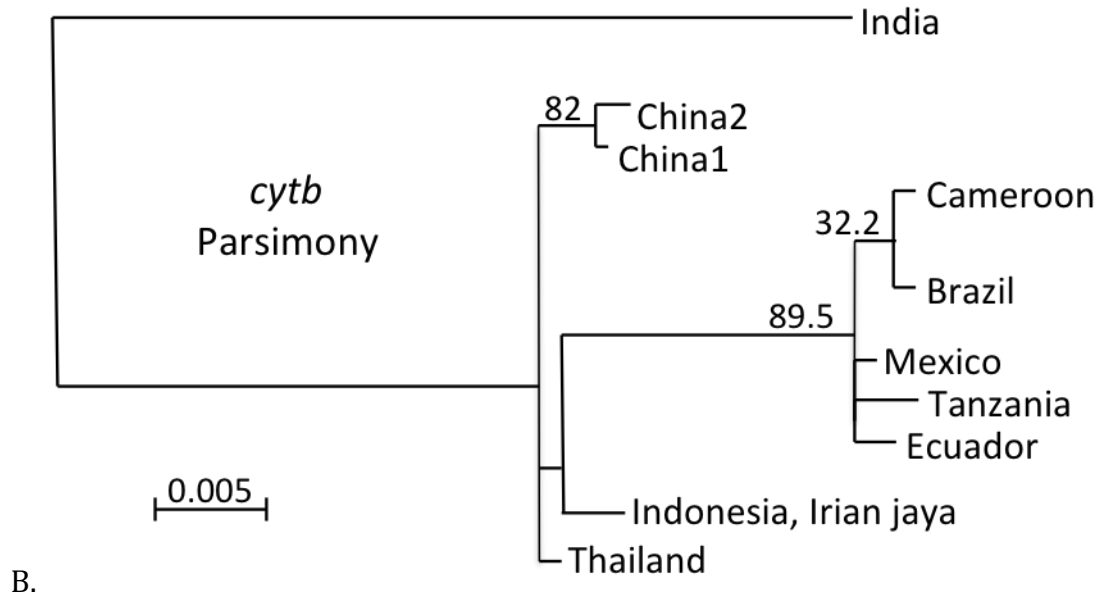 India
82
China2
China1
cytb
Parsimony
Cameroon
32.2
Brazil
89.5
Mexico
Tanzania
Ecuador
0.005
Indonesia, Irian jaya
Thailand
B.